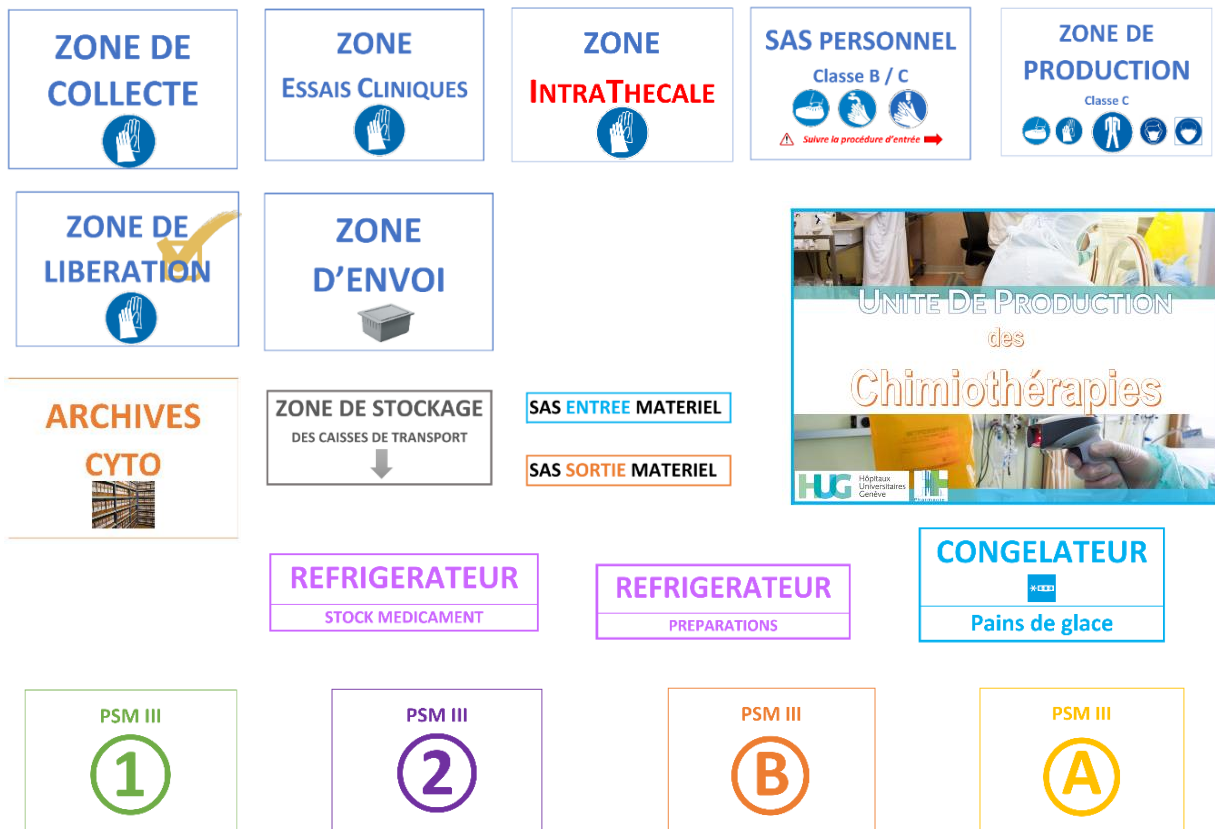 ZONE DE
COLLECTE
ZONE
ESSAIS CLINIQUES
ZONE
INTRATHECALE
SAS PERSONNEL
Classe B / C
Suivre la procédure d'entrée
ZONE DE
PRODUCTION
Classe C
ZONE DE
LIBERATION
ZONE
D'ENVOI
UNITE DE PRODUCTION
des
Chimiothérapies
HUG
Hôpitaux
Universitaires
Genève
Pharmacie
ARCHIVES
CYTO
ZONE DE STOCKAGE
DES CAISSES DE TRANSPORT
SAS ENTREE MATERIEL
SAS SORTIE MATERIEL
REFRIGERATEUR
STOCK MEDICAMENT
REFRIGERATEUR
PREPARATIONS
CONGELATEUR
Pains de glace
PSM III
1
PSM III
2
PSM III
B
PSM III
A